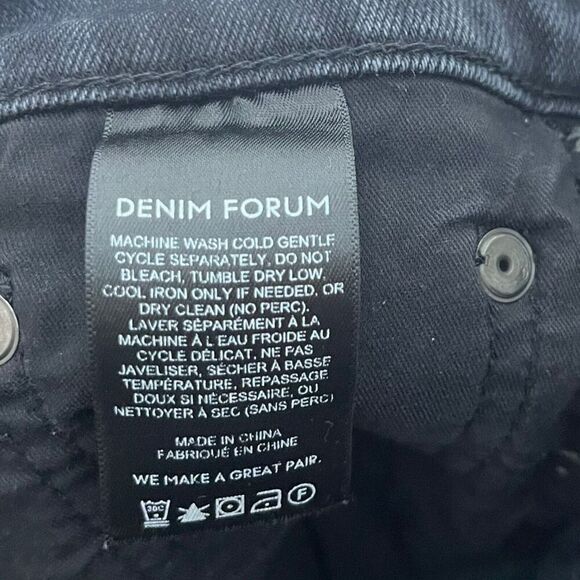 DENIM FORUM
MACHINE WASH COLD GENTLE
CYCLE SEPARATELY, DO NOT
BLEACH, TUMBLE DRY LOW,
COOL IRON ONLY IF NEEDED, OR
DRY CLEAN (NO PERC).
LAVER SÉPARÉMENT À LA
MACHINE À L'EAU FROIDE AU
CYCLE DÉLICAT, NE PAS
JAVELISER, SÉCHER À BASSE
TEMPÉRATURE, REPASSAGE
DOUX SI NÉCESSAIRE, OU
NETTOYER À SEC (SANS PERC)
MADE IN CHINA
FABRIQUÉ EN CHINE
WE MAKE A GREAT PAIR.
30C F